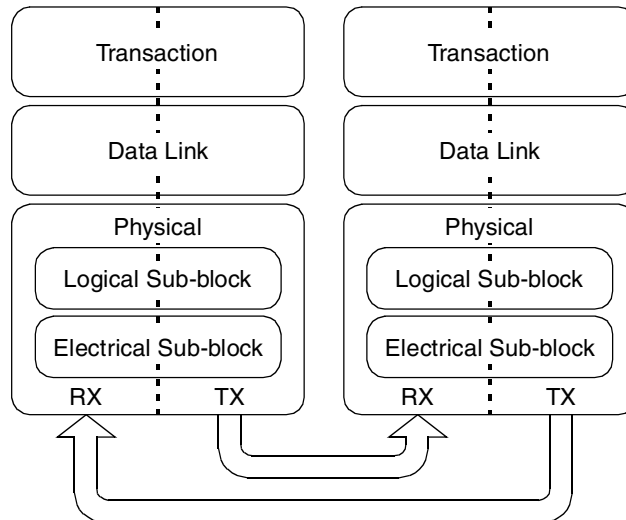 Transaction
Transaction
Data Link
Data Link
Physical
Physical
Logical Sub-block
Logical Sub-block
Electrical Sub-block
Electrical Sub-block
RX
TX
RX
TX